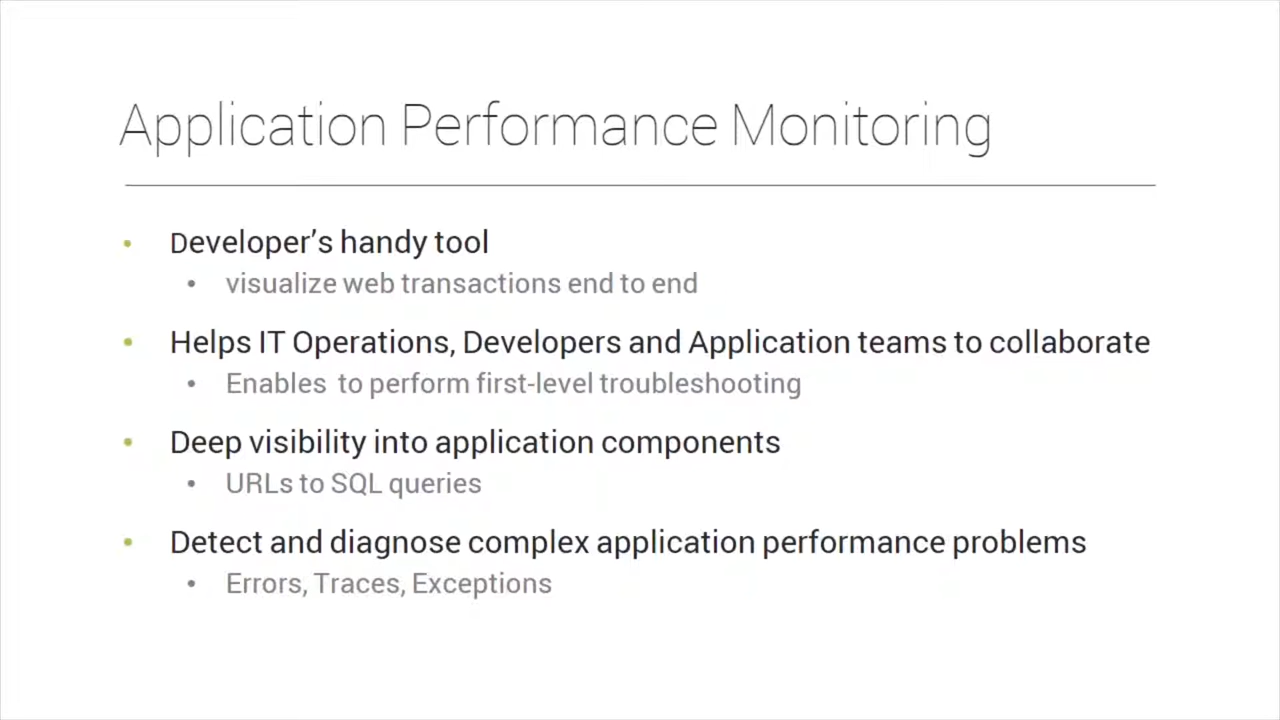 Application Performance Monitoring
• Developer’s handy tool
• visualize web transactions end to end
• Helps IT Operations, Developers and Application teams to collaborate
• Enables  to perform first-level troubleshooting
• Deep visibility into application components
• URLs to SQL queries
• Detect and diagnose complex application performance problems
• Errors, Traces, Exceptions